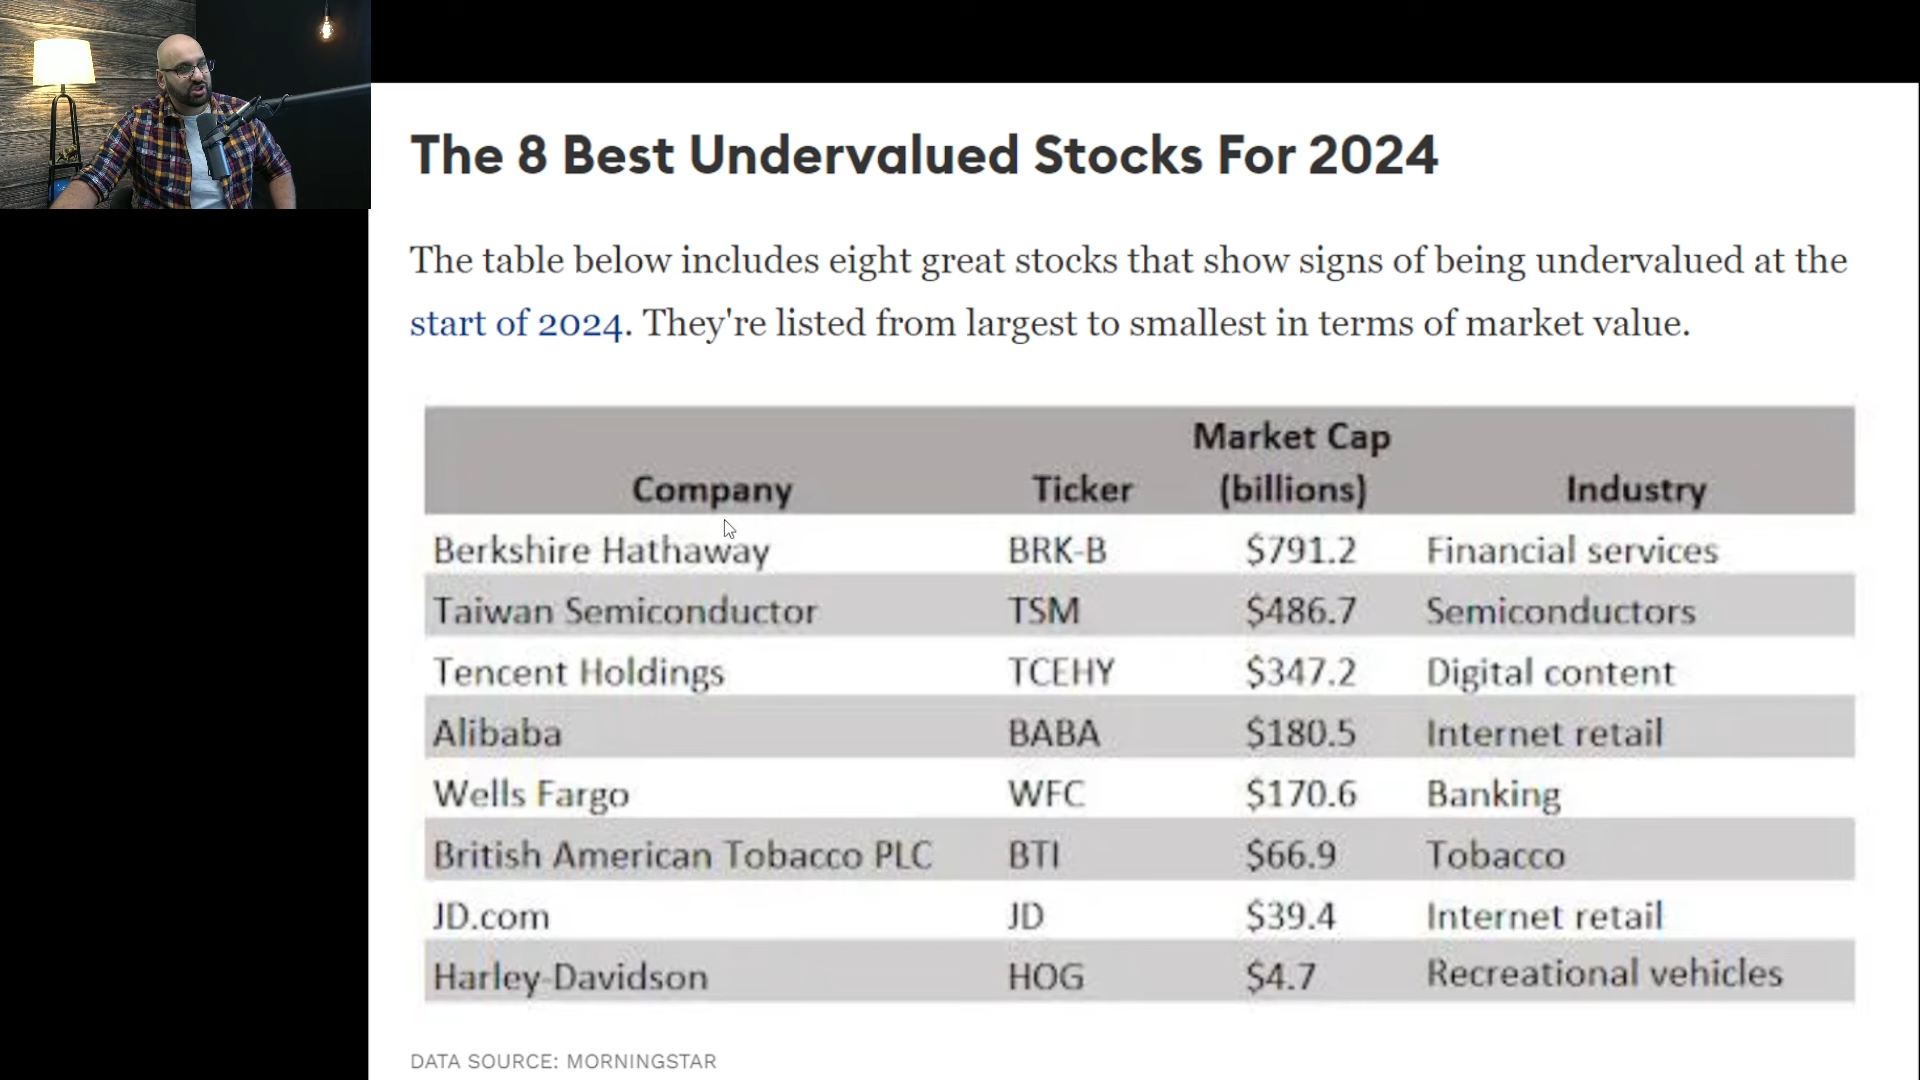 The 8 Best Undervalued Stocks For 2024
The table below includes eight great stocks that show signs of being undervalued at the
start of 2024. They're listed from largest to smallest in terms of market value.
Company Ticker Market Cap (billions) Industry
Berkshire Hathaway BRK-B $791.2 Financial services
Taiwan Semiconductor TSM $486.7 Semiconductors
Tencent Holdings TCEHY $347.2 Digital content
Alibaba BABA $180.5 Internet retail
Wells Fargo WFC $170.6 Banking
British American Tobacco PLC BTI $66.9 Tobacco
JD.com JD $39.4 Internet retail
Harley-Davidson HOG $4.7 Recreational vehicles
DATA SOURCE: MORNINGSTAR